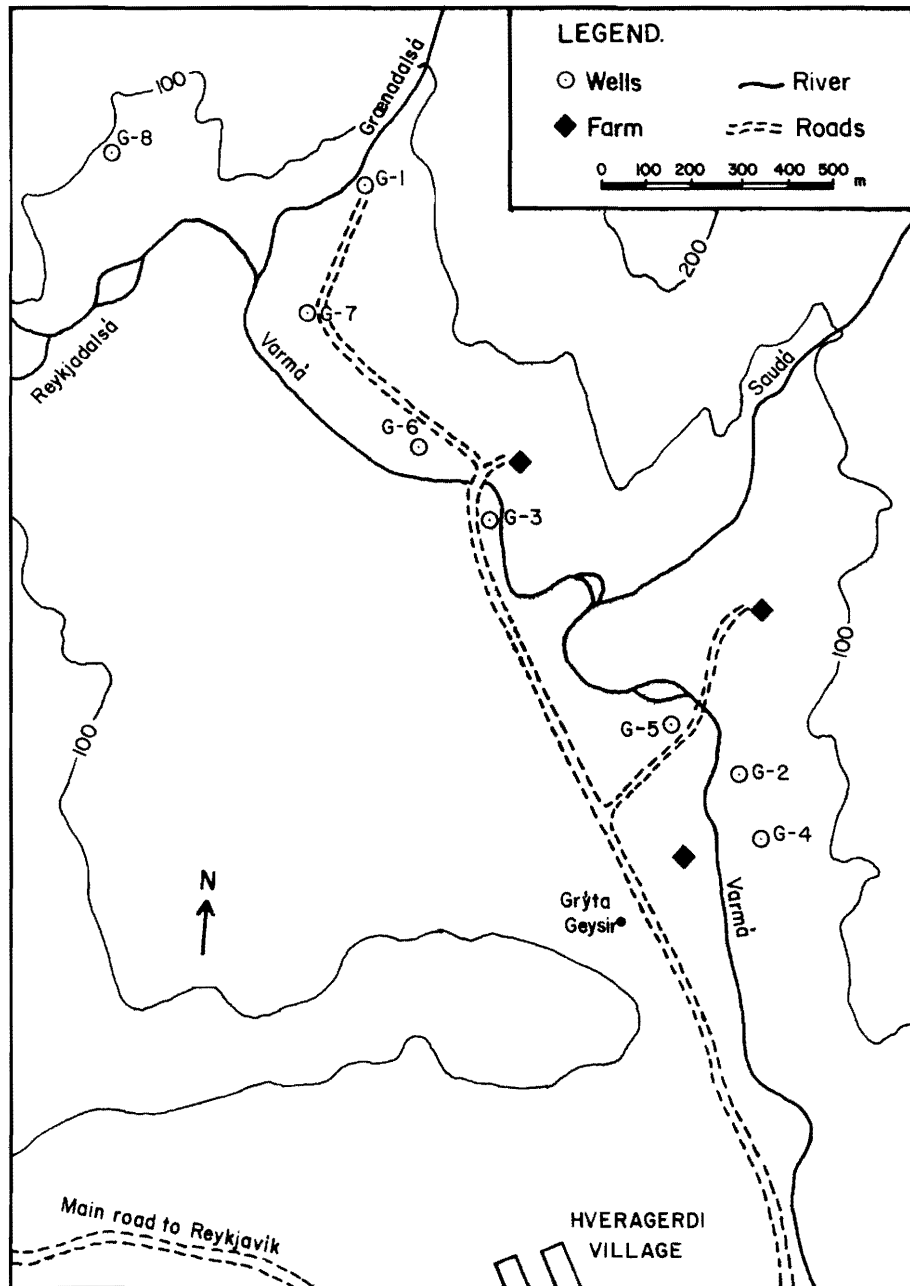 LEGEND.
Wells
River
Farm
Roads
0 100 200 300 400 500 m
100
G-8
Grænadalsá
G-1
200
G-7
Reykjadalsá
Varmá
Saudá
G-6
G-3
100
100
G-5
G-2
G-4
N
Grýta
Geysir
Varmá
Main road to Reykjavik
HVERAGERDI
VILLAGE